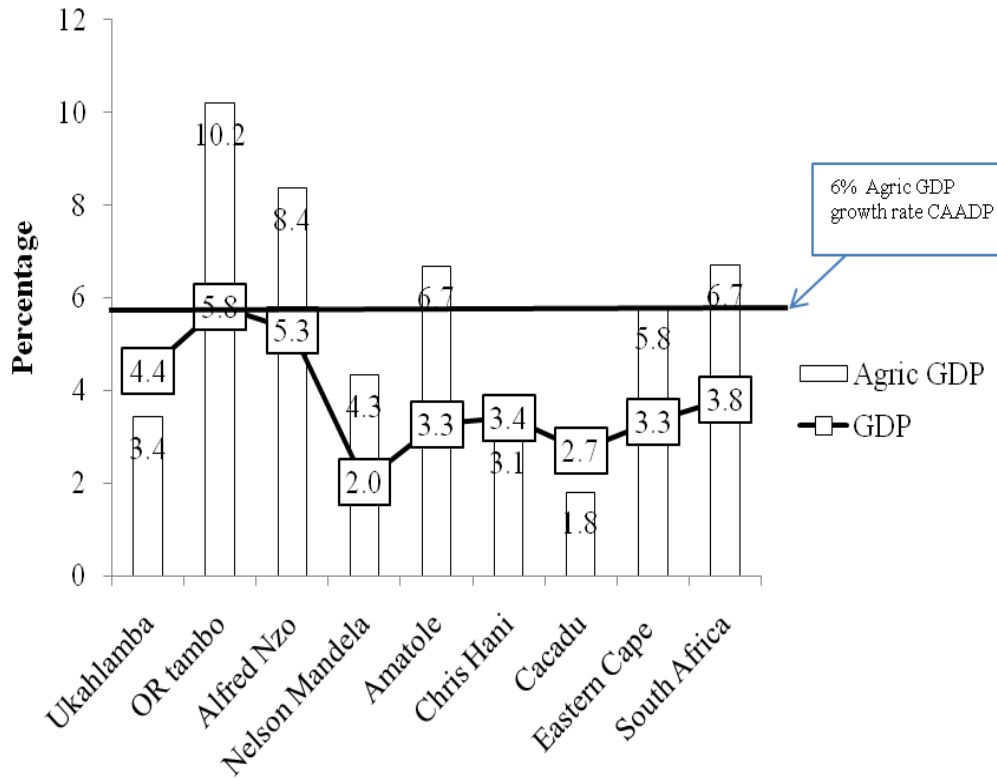 12
10
8
6
4
2
0
Percentage
10.2
8.4
6.7
6.7
5.8
5.8
5.3
4.4
4.3
3.8
3.4
3.4
3.3
3.3
3.1
2.7
2.0
1.8
6% Agric GDP
growth rate CAADP
Agric GDP
GDP
Ukahlamba
OR tambo
Alfred Nzo
Nelson Mandela
Amatole
Chris Hani
Cacadu
Eastern Cape
South Africa